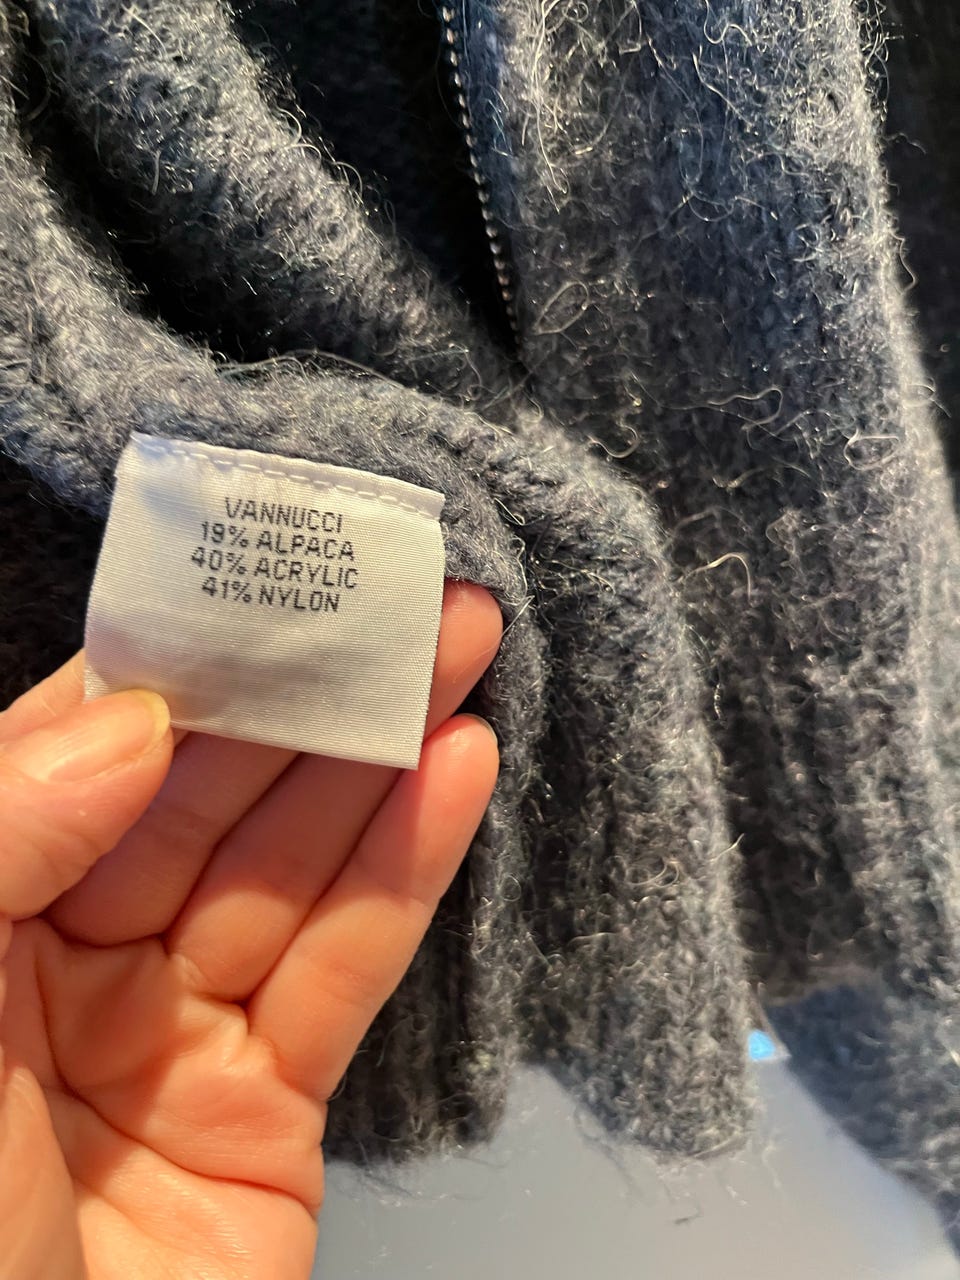 VANNUCCI
19% ALPACA
40% ACRYLIC
41% NYLON